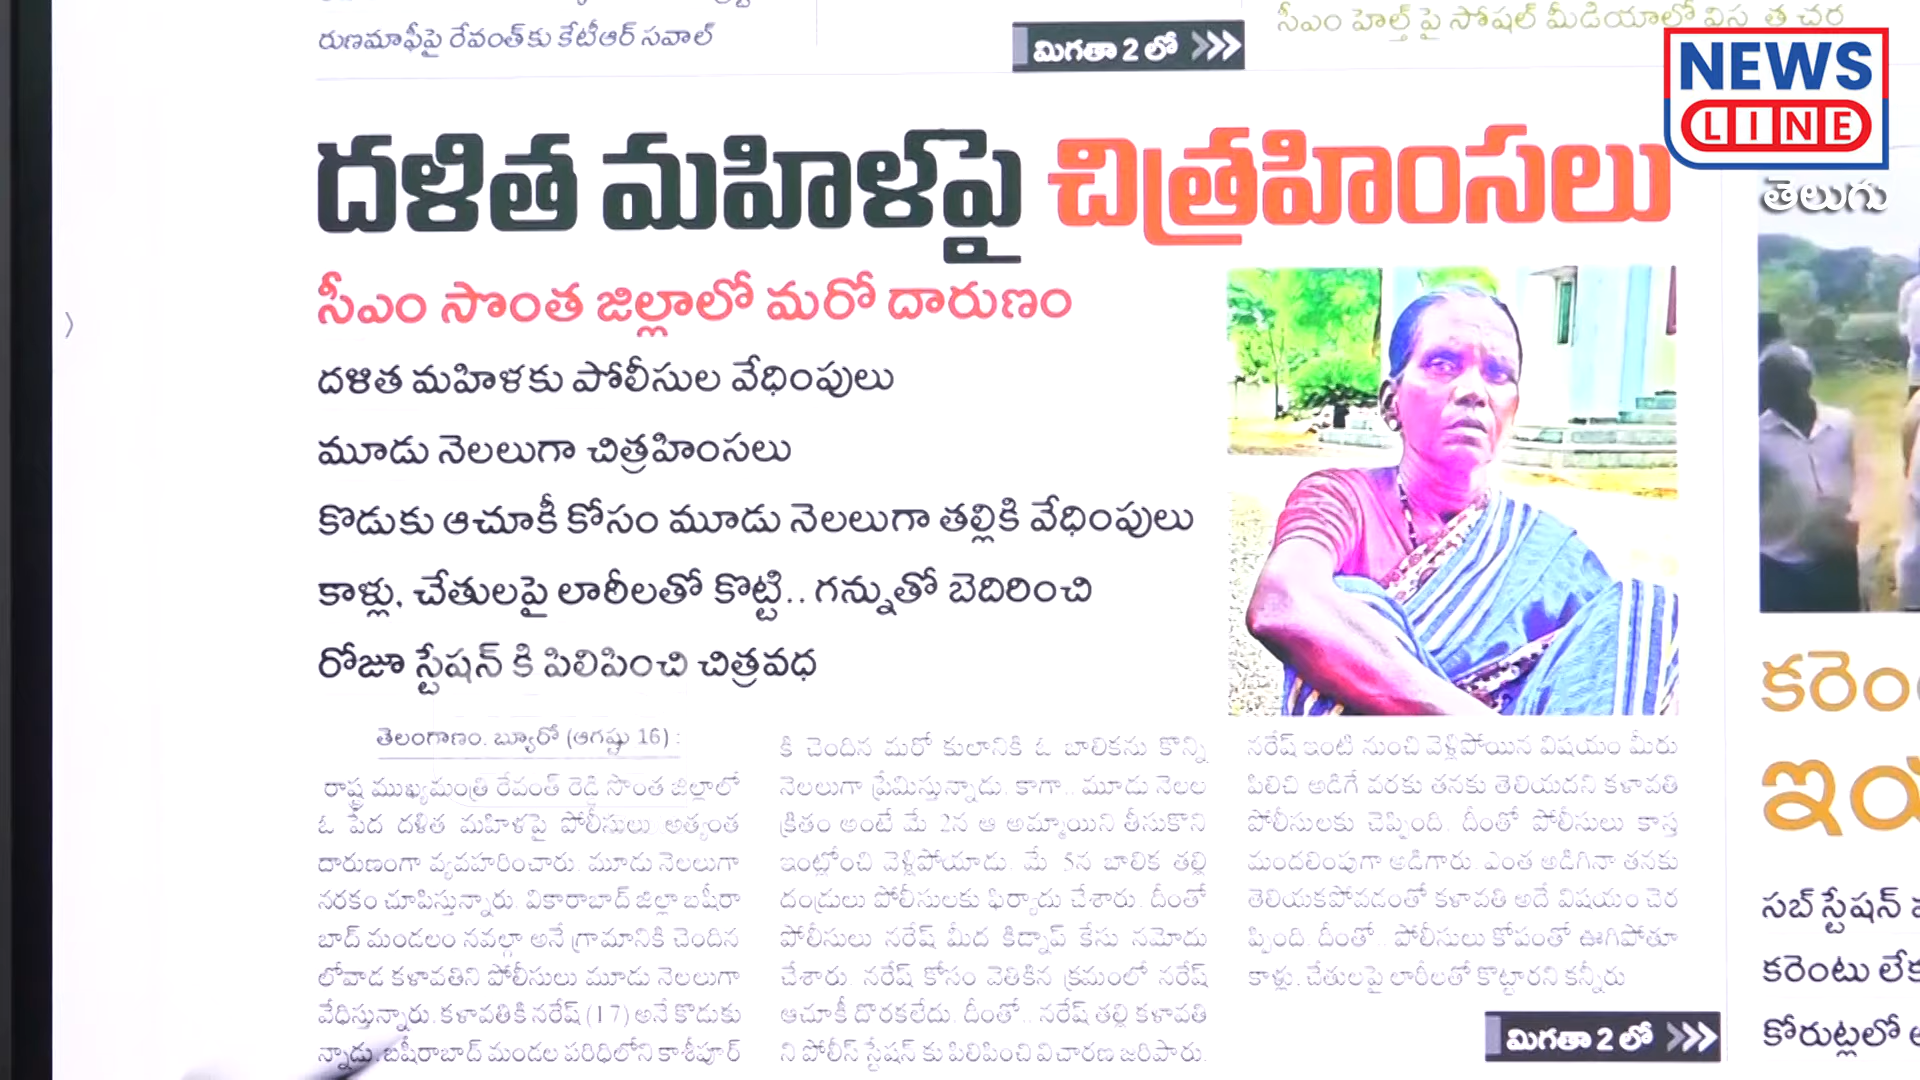 రుణమాఫీపై రేవంత్‌కు కేటీఆర్ సవాల్
మిగతా 2 లో >>>
సీఎం హెల్త్ పై సోషల్ మీడియాలో
NEWS
LINE
తెలుగు
దళిత మహిళపై చిత్రహింసలు
సీఎం సొంత జిల్లాలో మరో దారుణం
దళిత మహిళకు పోలీసుల వేధింపులు
మూడు నెలలుగా చిత్రహింసలు
కొడుకు ఆచూకీ కోసం మూడు నెలలుగా తల్లికి వేధింపులు
కాళ్లు, చేతులపై లాఠీలతో కొట్టి.. గన్నుతో బెదిరించి
రోజూ స్టేషన్ కి పిలిపించి చిత్రవధ
తెలంగాణం, బ్యూరో (ఆగష్టు 16) :
రాష్ట్ర ముఖ్యమంత్రి రేవంత్ రెడ్డి సొంత జిల్లాలో
ఓ పేద దళిత మహిళపై పోలీసులు అత్యంత
దారుణంగా వ్యవహరించారు. మూడు నెలలుగా
నరకం చూపిస్తున్నారు. వికారాబాద్ జిల్లా బషీరా
బాద్ మండలం నవల్గా అనే గ్రామానికి చెందిన
లోవాడ కళావతిని పోలీసులు మూడు నెలలుగా
వేధిస్తున్నారు. కళావతికి నరేష్ (17) అనే కొడుకు
న్నాడు. బషీరాబాద్ మండల పరిధిలోని కాశీపూర్
కి చెందిన మరో కులానికి ఓ బాలికను కొన్ని
నెలలుగా ప్రేమిస్తున్నాడు. కాగా.. మూడు నెలల
క్రితం అంటే మే 2న ఆ అమ్మాయిని తీసుకొని
ఇంట్లోంచి వెళ్లిపోయాడు. మే 5న బాలిక తల్లి
దండ్రులు పోలీసులకు ఫిర్యాదు చేశారు. దీంతో
పోలీసులు నరేష్ మీద కిడ్నాప్ కేసు నమోదు
చేశారు. నరేష్ కోసం వెతికిన క్రమంలో నరేష్
ఆచూకీ దొరకలేదు. దీంతో.. నరేష్ తల్లి కళావతి
ని పోలీస్ స్టేషన్ కు పిలిపించి విచారణ జరిపారు.
నరేష్ ఇంటి నుంచి వెళ్లిపోయిన విషయం మీరు
పిలిచి అడిగే వరకు తనకు తెలియదని కళావతి
పోలీసులకు చెప్పింది. దీంతో పోలీసులు కాస్త
మందలింపుగా అడిగారు. ఎంత అడిగినా తనకు
తెలియకపోవడంతో కళావతి అదే విషయం చెర
ప్పింది. దీంతో.. పోలీసులు కోపంతో ఊగిపోతూ
కాళ్లు, చేతులపై లాఠీలతో కొట్టారని కన్నీరు
మిగతా 2 లో >>>
సబ్ స్టేషన్
కరెంటు
కోరుట్లలో